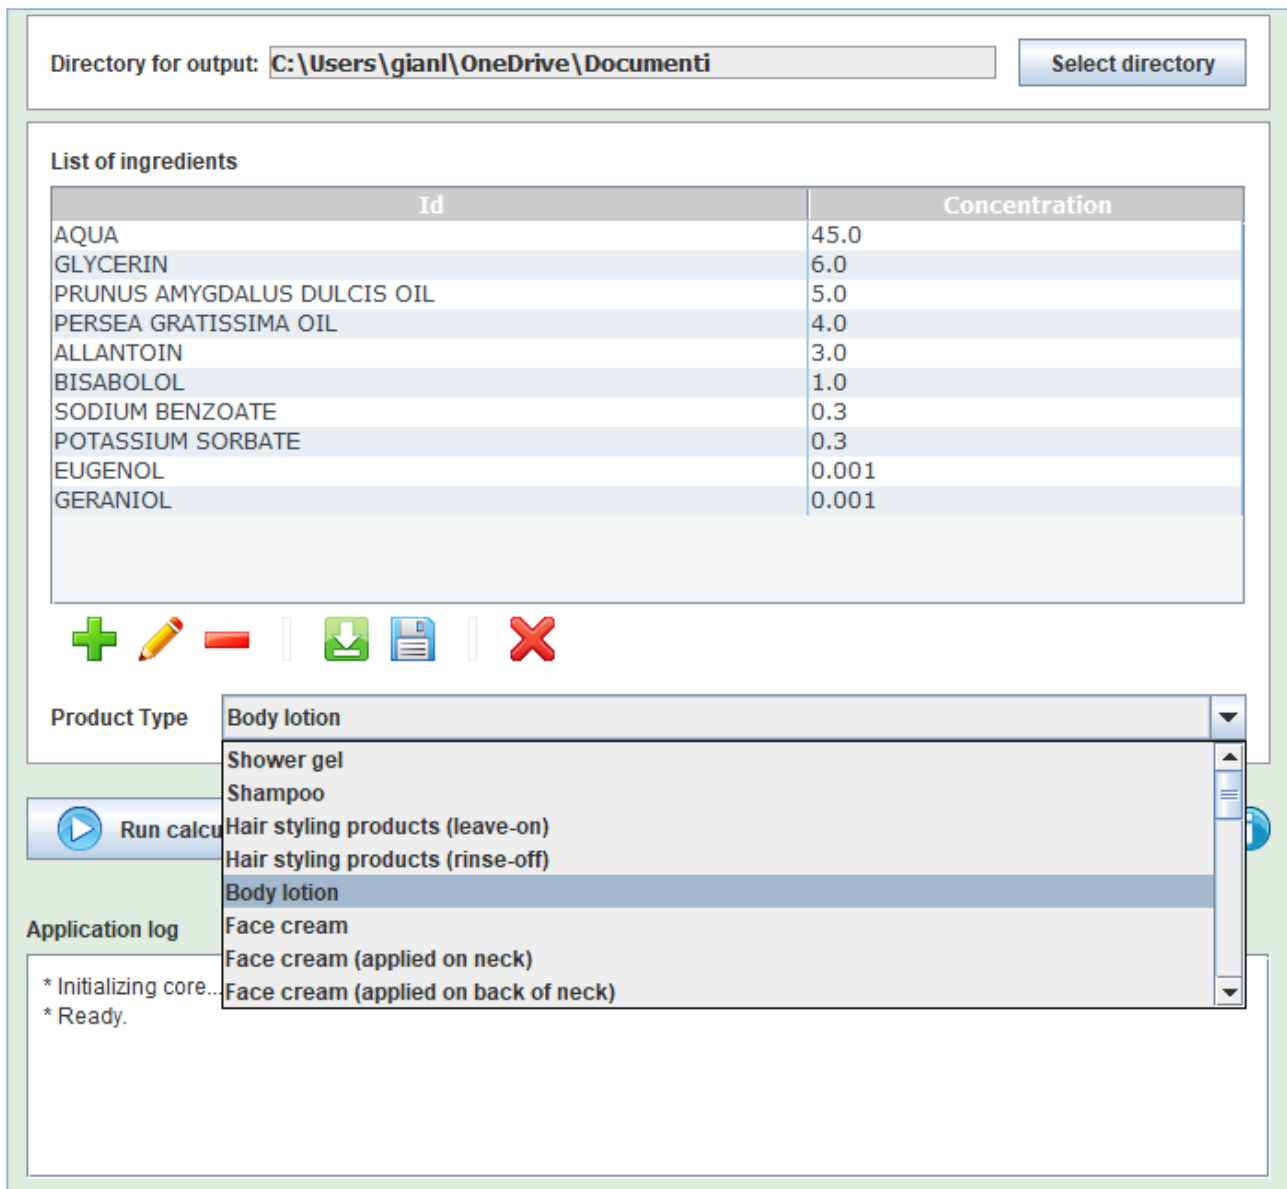 Directory for output: C:\Users\gianl\OneDrive\Documenti Select directory
List of ingredients
Id Concentration
AQUA 45.0
GLYCERIN 6.0
PRUNUS AMYGDALUS DULCIS OIL 5.0
PERSEA GRATISSIMA OIL 4.0
ALLANTOIN 3.0
BISABOLOL 1.0
SODIUM BENZOATE 0.3
POTASSIUM SORBATE 0.3
EUGENOL 0.001
GERANIOL 0.001
Product Type Body lotion
Shower gel
Shampoo
Run calcu Hair styling products (leave-on)
Hair styling products (rinse-off)
Body lotion
Application log Face cream
Face cream (applied on neck)
* Initializing core... Face cream (applied on back of neck)
* Ready.